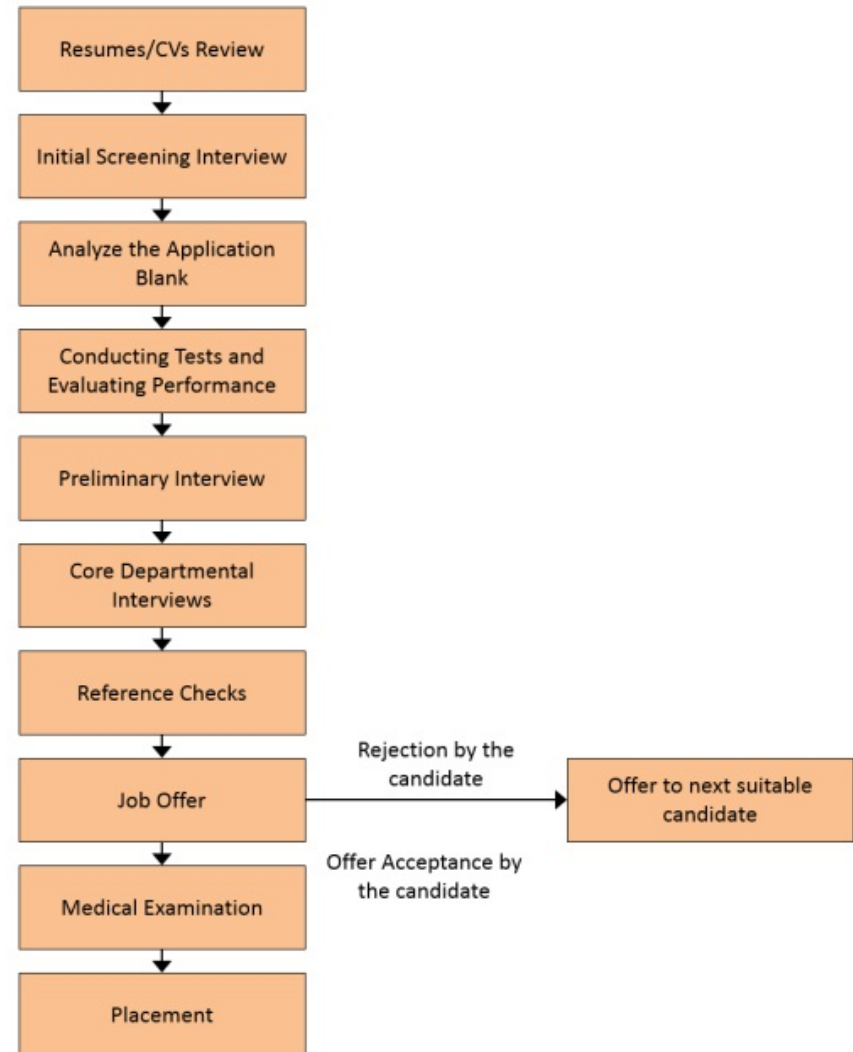 Resumes/CVs Review
Initial Screening Interview
Analyze the Application
Blank
Conducting Tests and
Evaluating Performance
Preliminary Interview
Core Departmental
Interviews
Reference Checks
Job Offer
Rejection by the
candidate
Offer to next suitable
candidate
Offer Acceptance by
the candidate
Medical Examination
Placement